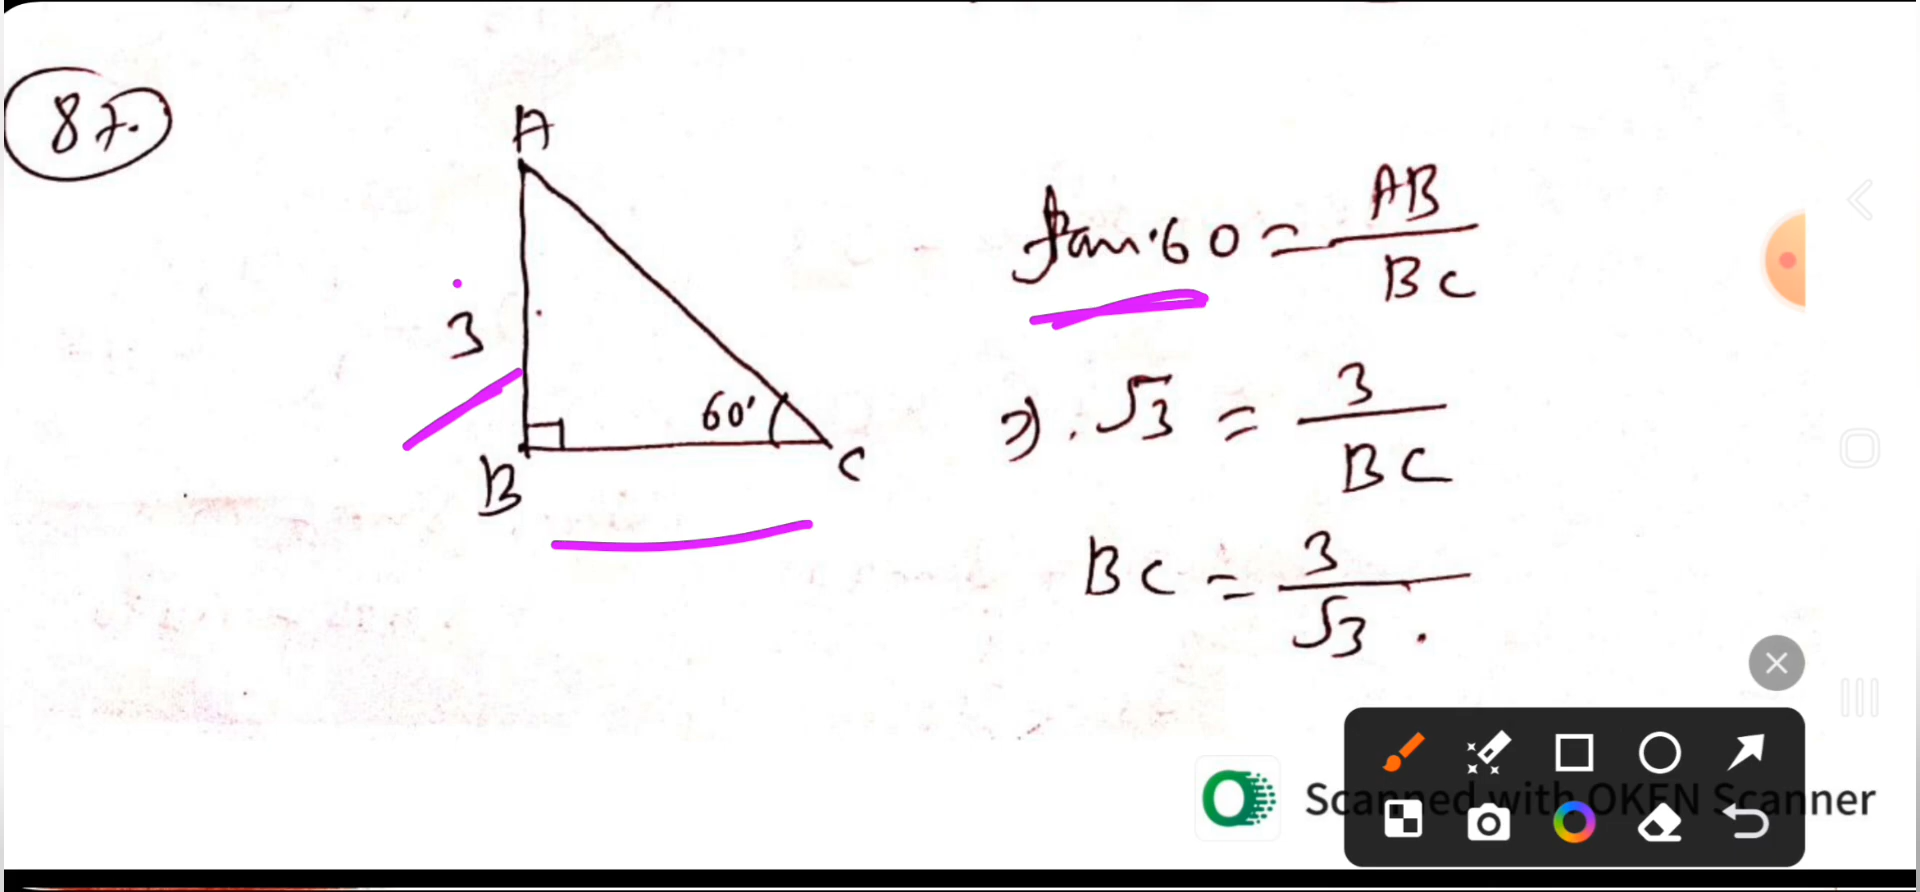 87.
A
3
60°
B
C
tan 60 = AB / BC
⇒ √3 = 3 / BC
BC = 3 / √3
Scanned with OKEN Scanner